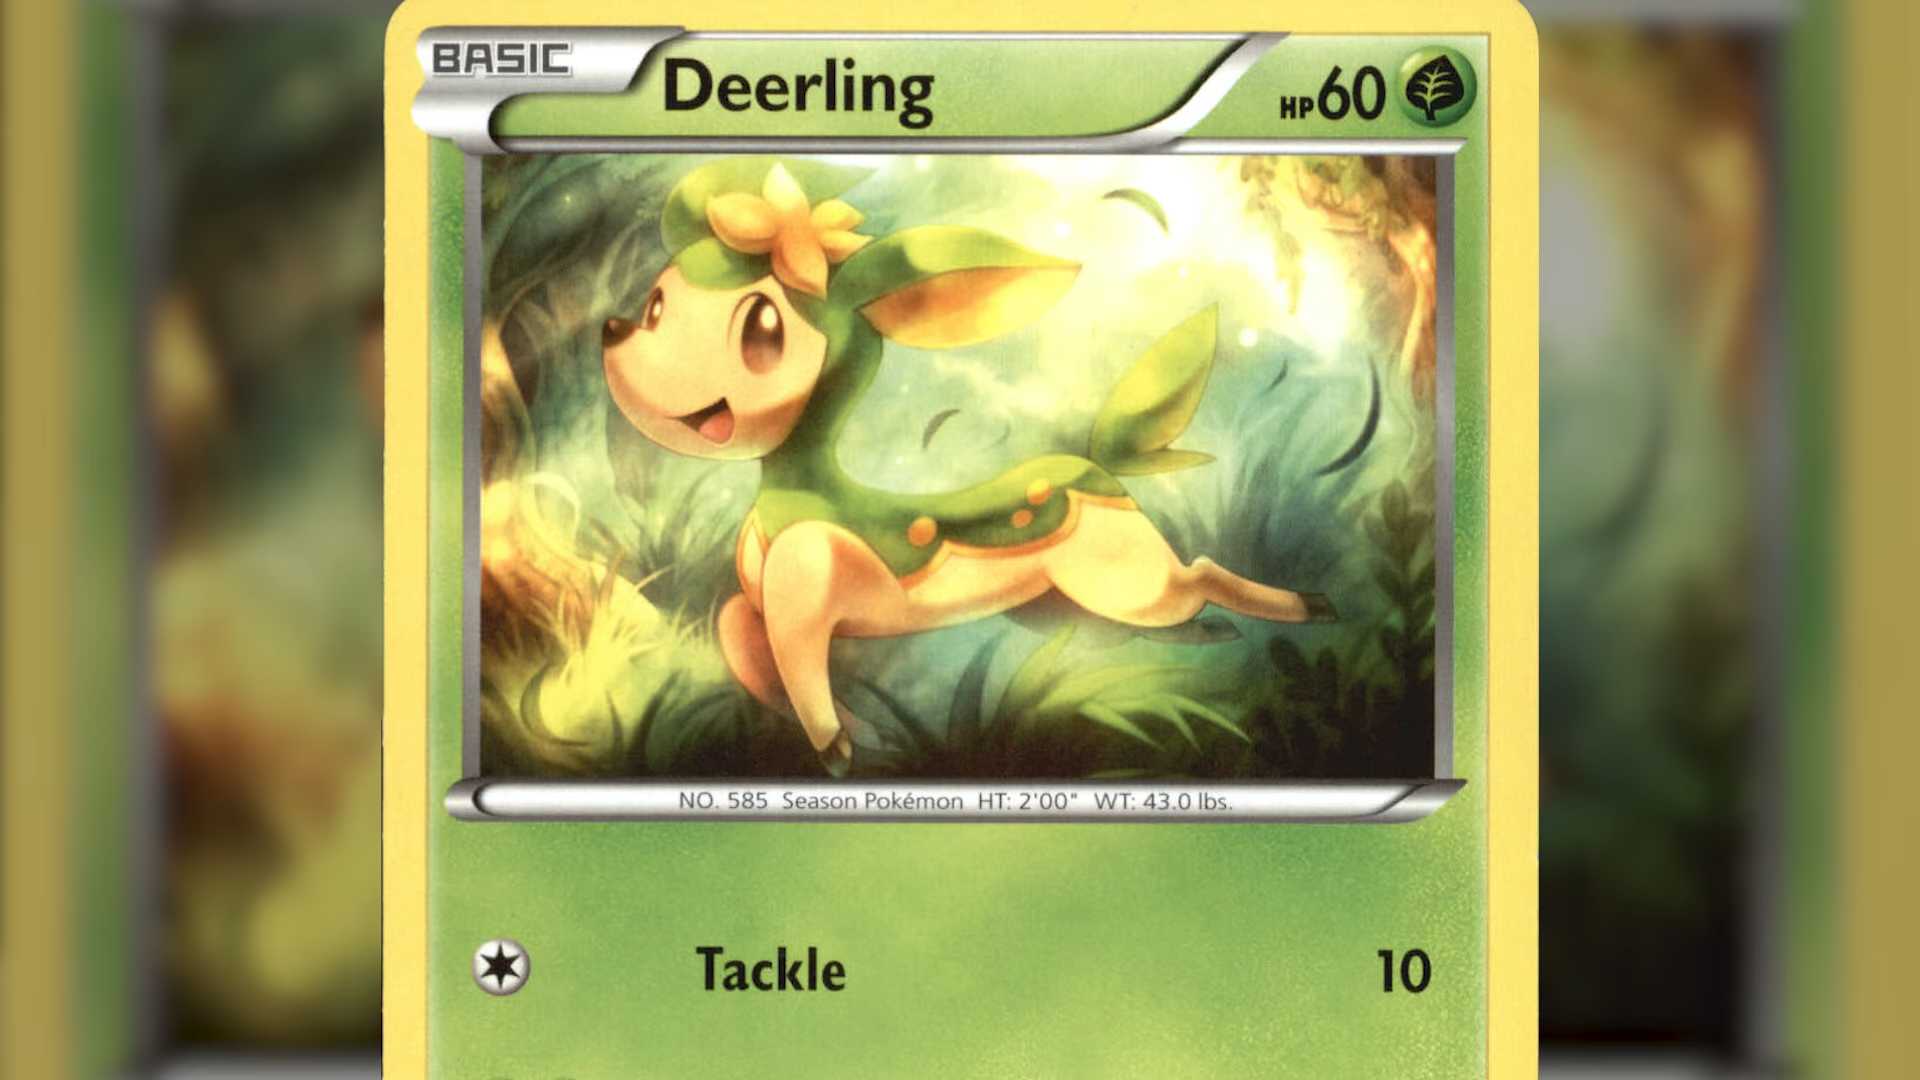 BASIC
Deerling
HP60
NO. 585 Season Pokémon HT: 2'00" WT: 43.0 lbs.
Tackle 10